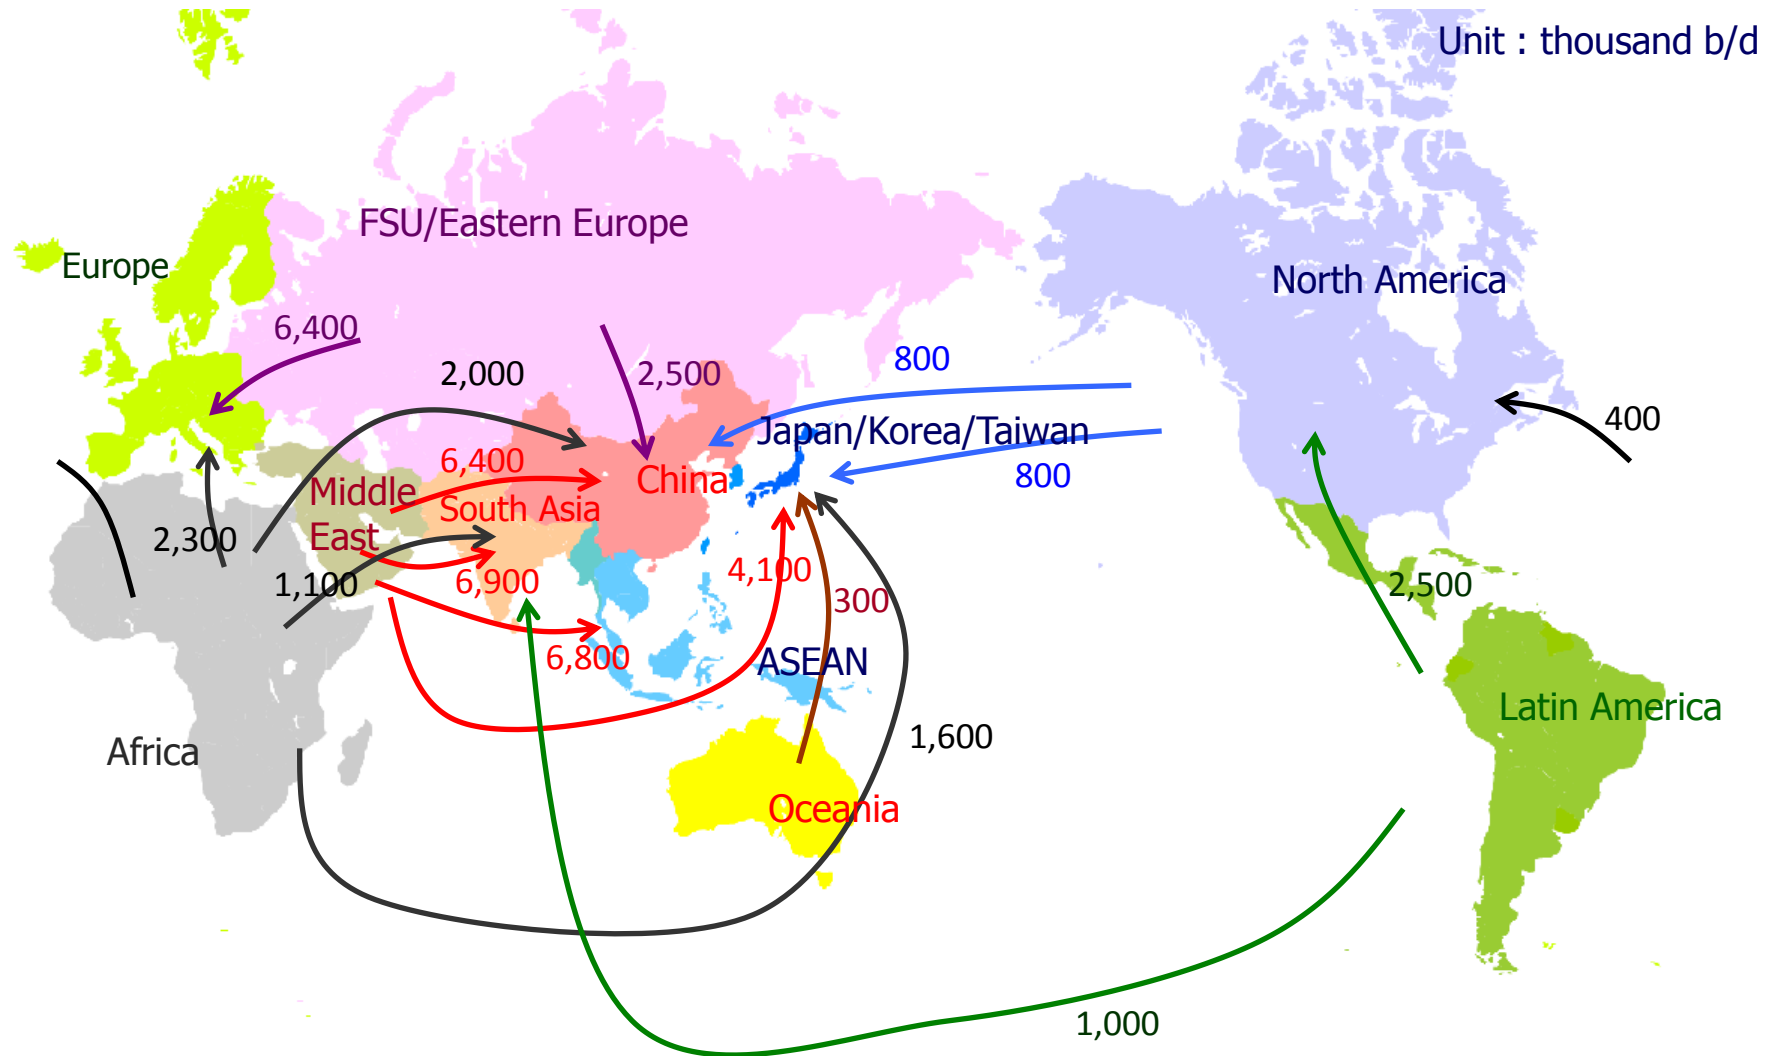 Unit : thousand b/d
FSU/Eastern Europe
Europe
North America
6,400
800
2,000
2,500
400
Japan/Korea/Taiwan
6,400
China
800
Middle
East
South Asia
2,300
4,100
1,100
6,900
2,500
300
6,800
ASEAN
Latin America
1,600
Africa
Oceania
1,000